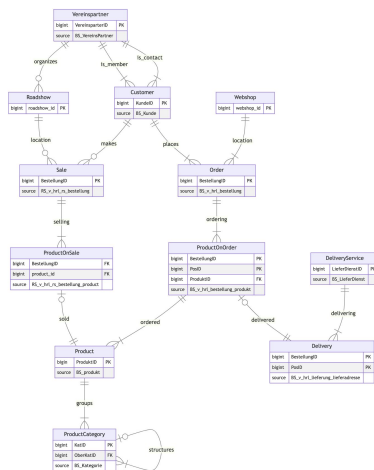 Vereinspartner
bigint VereinspartnerID PK
source BS_VereinsPartner
organizes
is_member
is_contact
Roadshow
bigint roadshow_id PK
Customer
bigint KundeID PK
source BS_Kunde
Webshop
bigint webshop_id PK
location
makes
places
location
Sale
bigint BestellungID PK
source RS_v_hrl_rs_bestellung
Order
bigint BestellungID PK
source BS_v_hrl_bestellung
selling
ordering
ProductOnSale
bigint BestellungID FK
bigint product_id FK
source BS_v_hrl_rs_bestellung_product
ProductOnOrder
bigint BestellungID PK
bigint PosID PK
bigint ProduktID FK
source BS_v_hrl_bestellung_produkt
DeliveryService
bigint LieferDienstID PK
source BS_LieferDienst
sold
ordered
delivered
delivering
Product
bigin ProduktID PK
source BS_produkt
Delivery
bigint BestellungID PK
bigint PosID PK
source BS_v_hrl_lieferung_lieferadresse
groups
ProductCategory
bigint KatID PK
bigint OberKatID FK
source BS_Kategorie
structures